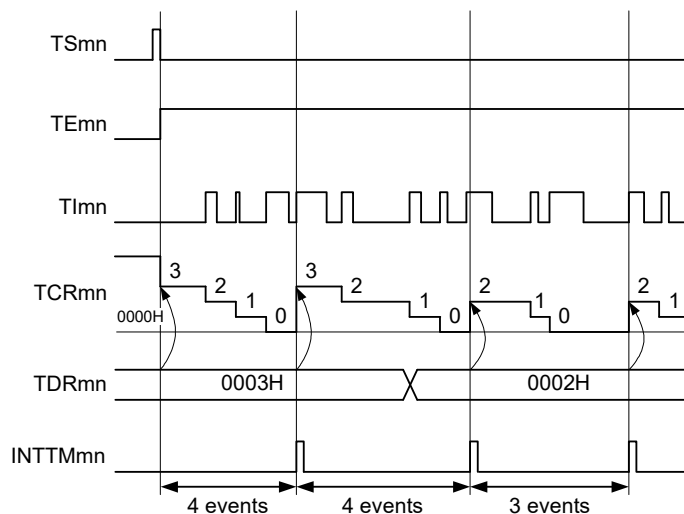 TSmn
TEmn
TImn
TCRmn
3
2
1
0
3
2
1
0
2
1
0
2
1
0000H
TDRmn
0003H
0002H
INTTMmn
4 events
4 events
3 events